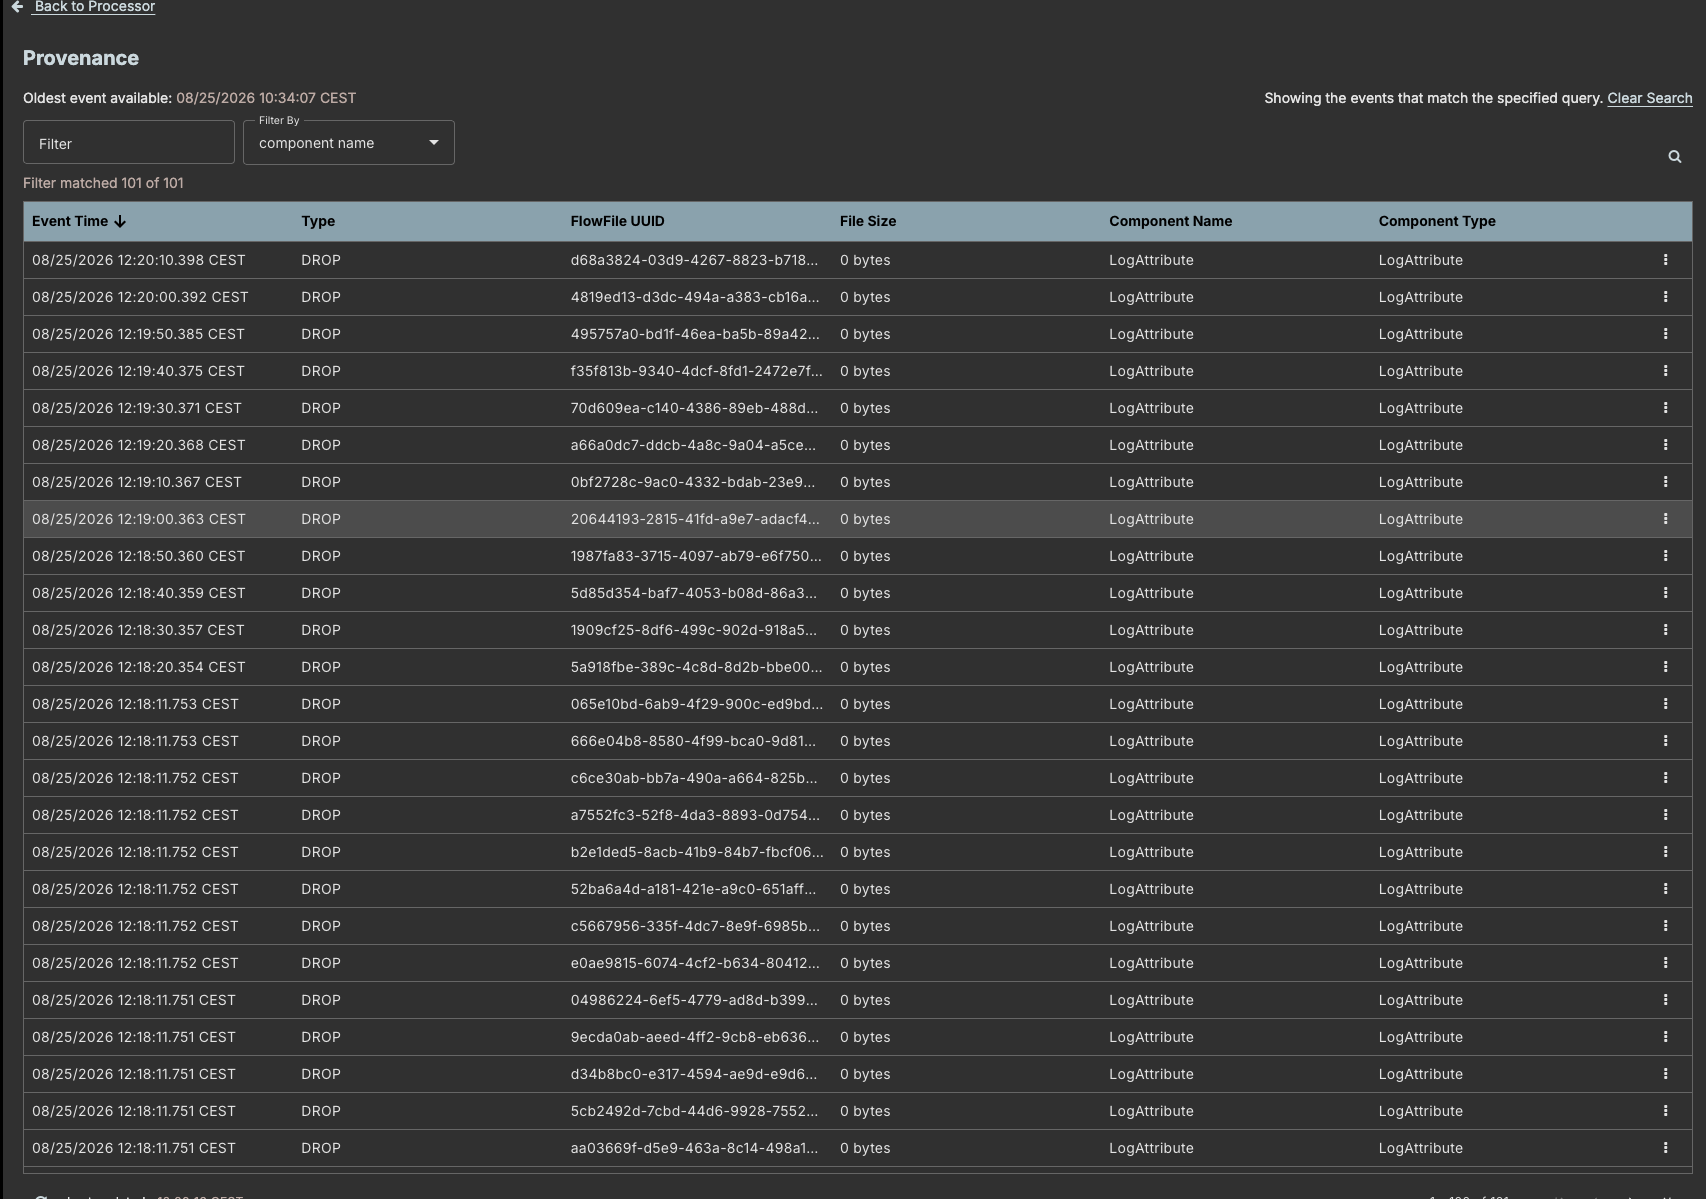 Back to Processor
Provenance
Oldest event available: 08/25/2026 10:34:07 CEST
Showing the events that match the specified query. Clear Search
Filter
Filter By
component name
Filter matched 101 of 101
Event Time Type FlowFile UUID File Size Component Name Component Type
08/25/2026 12:20:10.398 CEST DROP d68a3824-03d9-4267-8823-b718... 0 bytes LogAttribute LogAttribute
08/25/2026 12:20:00.392 CEST DROP 4819ed13-d3dc-494a-a383-cb16a... 0 bytes LogAttribute LogAttribute
08/25/2026 12:19:50.385 CEST DROP 495757a0-bd1f-46ea-ba5b-89a42... 0 bytes LogAttribute LogAttribute
08/25/2026 12:19:40.375 CEST DROP f35f813b-9340-4dcf-8fd1-2472e7f... 0 bytes LogAttribute LogAttribute
08/25/2026 12:19:30.371 CEST DROP 70d609ea-c140-4386-89eb-488d... 0 bytes LogAttribute LogAttribute
08/25/2026 12:19:20.368 CEST DROP a66a0dc7-ddcb-4a8c-9a04-a5ce... 0 bytes LogAttribute LogAttribute
08/25/2026 12:19:10.367 CEST DROP 0bf2728c-9ac0-4332-bdab-23e9... 0 bytes LogAttribute LogAttribute
08/25/2026 12:19:00.363 CEST DROP 20644193-2815-41fd-a9e7-adacf4... 0 bytes LogAttribute LogAttribute
08/25/2026 12:18:50.360 CEST DROP 1987fa83-3715-4097-ab79-e6f750... 0 bytes LogAttribute LogAttribute
08/25/2026 12:18:40.359 CEST DROP 5d85d354-baf7-4053-b08d-86a3... 0 bytes LogAttribute LogAttribute
08/25/2026 12:18:30.357 CEST DROP 1909cf25-8df6-499c-902d-918a5... 0 bytes LogAttribute LogAttribute
08/25/2026 12:18:20.354 CEST DROP 5a918fbe-389c-4c8d-8d2b-bbe00... 0 bytes LogAttribute LogAttribute
08/25/2026 12:18:11.753 CEST DROP 065e10bd-6ab9-4f29-900c-ed9bd... 0 bytes LogAttribute LogAttribute
08/25/2026 12:18:11.753 CEST DROP 666e04b8-8580-4f99-bca0-9d81... 0 bytes LogAttribute LogAttribute
08/25/2026 12:18:11.752 CEST DROP c6ce30ab-bb7a-490a-a664-825b... 0 bytes LogAttribute LogAttribute
08/25/2026 12:18:11.752 CEST DROP a7552fc3-52f8-4da3-8893-0d754... 0 bytes LogAttribute LogAttribute
08/25/2026 12:18:11.752 CEST DROP b2e1ded5-8acb-41b9-84b7-fbcf06... 0 bytes LogAttribute LogAttribute
08/25/2026 12:18:11.752 CEST DROP 52ba6a4d-a181-421e-a9c0-651aff... 0 bytes LogAttribute LogAttribute
08/25/2026 12:18:11.752 CEST DROP c5667956-335f-4dc7-8e9f-6985b... 0 bytes LogAttribute LogAttribute
08/25/2026 12:18:11.752 CEST DROP e0ae9815-6074-4cf2-b634-80412... 0 bytes LogAttribute LogAttribute
08/25/2026 12:18:11.751 CEST DROP 04986224-6ef5-4779-ad8d-b399... 0 bytes LogAttribute LogAttribute
08/25/2026 12:18:11.751 CEST DROP 9ecda0ab-aeed-4ff2-9cb8-eb636... 0 bytes LogAttribute LogAttribute
08/25/2026 12:18:11.751 CEST DROP d34b8bc0-e317-4594-ae9d-e9d6... 0 bytes LogAttribute LogAttribute
08/25/2026 12:18:11.751 CEST DROP 5cb2492d-7cbd-44d6-9928-7552... 0 bytes LogAttribute LogAttribute
08/25/2026 12:18:11.751 CEST DROP aa03669f-d5e9-463a-8c14-498a1... 0 bytes LogAttribute LogAttribute